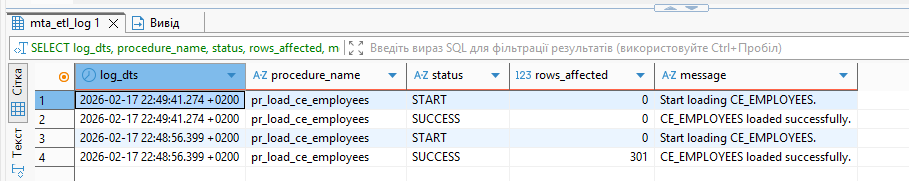 mta_etl_log 1 Вивід
SELECT log_dts, procedure_name, status, rows_affected, m Введіть вираз SQL для фільтрації результатів (використовуйте Ctrl+Пробіл)
Сітка
Текст
log_dts A-Z procedure_name A-Z status 123 rows_affected A-Z message
1 2026-02-17 22:49:41.274 +0200 pr_load_ce_employees START 0 Start loading CE_EMPLOYEES.
2 2026-02-17 22:49:41.274 +0200 pr_load_ce_employees SUCCESS 0 CE_EMPLOYEES loaded successfully.
3 2026-02-17 22:48:56.399 +0200 pr_load_ce_employees START 0 Start loading CE_EMPLOYEES.
4 2026-02-17 22:48:56.399 +0200 pr_load_ce_employees SUCCESS 301 CE_EMPLOYEES loaded successfully.